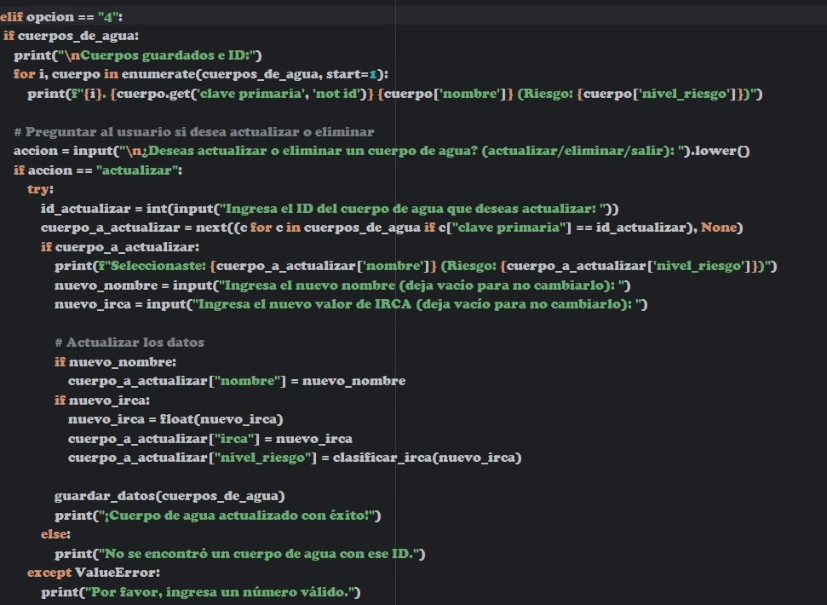 elif opcion == "4":
if cuerpos_de_agua:
print("\nCuerpos guardados e ID:")
for i, cuerpo in enumerate(cuerpos_de_agua, start=1):
print(f"{i}. {cuerpo.get('clave primaria', 'not id')} {cuerpo['nombre']} (Riesgo: {cuerpo['nivel_riesgo']})")
# Preguntar al usuario si desea actualizar o eliminar
accion = input("\n¿Deseas actualizar o eliminar un cuerpo de agua? (actualizar/eliminar/salir): ").lower()
if accion == "actualizar":
try:
id_actualizar = int(input("Ingresa el ID del cuerpo de agua que deseas actualizar: "))
cuerpo_a_actualizar = next((c for c in cuerpos_de_agua if c["clave primaria"] == id_actualizar), None)
if cuerpo_a_actualizar:
print(f"Seleccionaste: {cuerpo_a_actualizar['nombre']} (Riesgo: {cuerpo_a_actualizar['nivel_riesgo']})")
nuevo_nombre = input("Ingresa el nuevo nombre (deja vacío para no cambiarlo): ")
nuevo_irca = input("Ingresa el nuevo valor de IRCA (deja vacío para no cambiarlo): ")
# Actualizar los datos
if nuevo_nombre:
cuerpo_a_actualizar["nombre"] = nuevo_nombre
if nuevo_irca:
nuevo_irca = float(nuevo_irca)
cuerpo_a_actualizar["irca"] = nuevo_irca
cuerpo_a_actualizar["nivel_riesgo"] = clasificar_irca(nuevo_irca)
guardar_datos(cuerpos_de_agua)
print("¡Cuerpo de agua actualizado con éxito!")
else:
print("No se encontró un cuerpo de agua con ese ID.")
except ValueError:
print("Por favor, ingresa un número válido.")